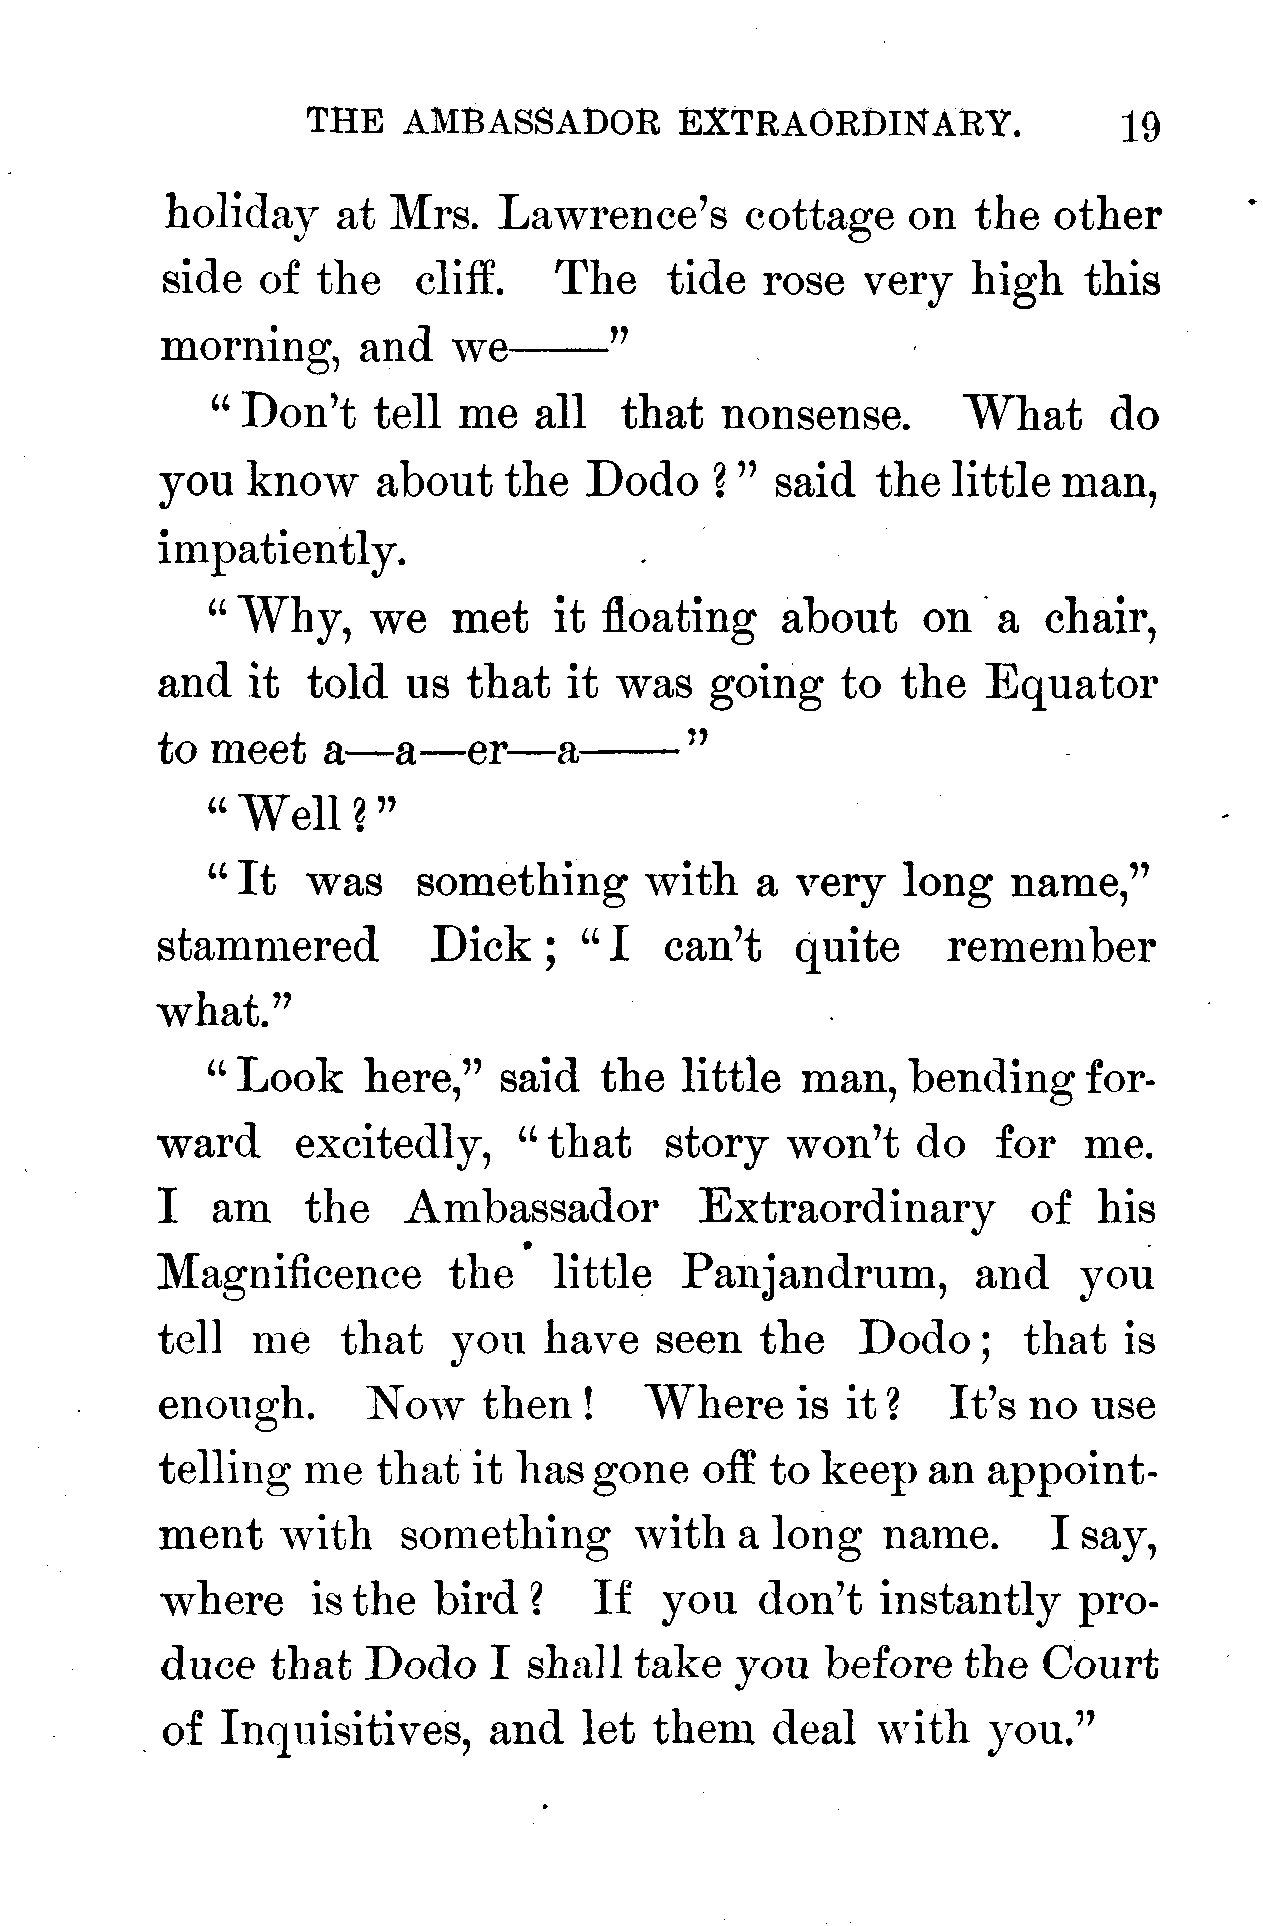 THE AMBASSADOR EXTRAORDINARY. 19
holiday at Mrs. Lawrence's cottage on the other
side of the cliff. The tide rose very high this
morning, and we——"
"Don't tell me all that nonsense. What do
you know about the Dodo?" said the little man,
impatiently.
"Why, we met it floating about on a chair,
and it told us that it was going to the Equator
to meet a—a—er—a——"
"Well?"
"It was something with a very long name,"
stammered Dick; "I can't quite remember
what."
"Look here," said the little man, bending for-
ward excitedly, "that story won't do for me.
I am the Ambassador Extraordinary of his
Magnificence the little Panjandrum, and you
tell me that you have seen the Dodo; that is
enough. Now then! Where is it? It's no use
telling me that it has gone off to keep an appoint-
ment with something with a long name. I say,
where is the bird? If you don't instantly pro-
duce that Dodo I shall take you before the Court
of Inquisitives, and let them deal with you."